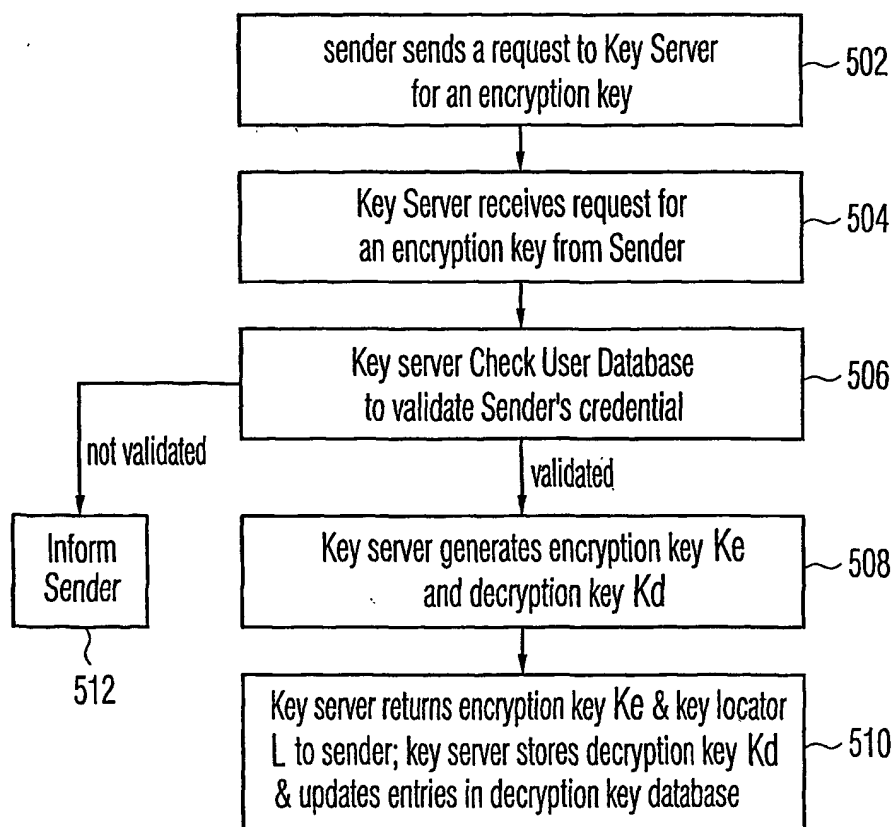 sender sends a request to Key Server
for an encryption key
502
Key Server receives request for
an encryption key from Sender
504
Key server Check User Database
to validate Sender's credential
506
not validated
validated
Inform
Sender
512
Key server generates encryption key Ke
and decryption key Kd
508
Key server returns encryption key Ke & key locator
L to sender; key server stores decryption key Kd
& updates entries in decryption key database
510